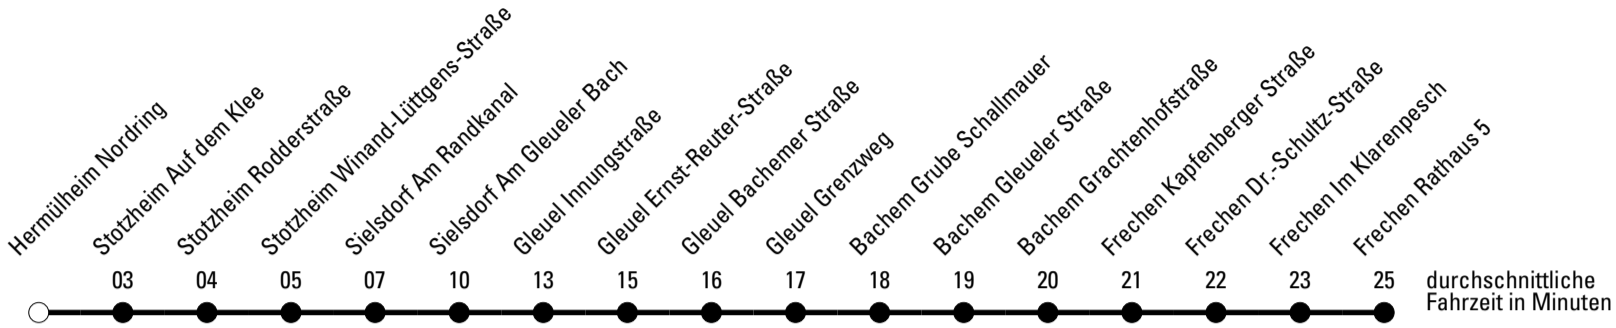 Hermülheim Nordring
Stotzheim Auf dem Klee
Stotzheim Rodderstraße
Stotzheim Winand-Lüttgens-Straße
Sielsdorf Am Randkanal
Sielsdorf Am Gleueler Bach
Gleuel Innungstraße
Gleuel Ernst-Reuter-Straße
Gleuel Bachemer Straße
Gleuel Grenzweg
Bachem Grube Schallmauer
Bachem Gleueler Straße
Bachem Grachtenhofstraße
Frechen Kapfenberger Straße
Frechen Dr.-Schultz-Straße
Frechen Im Klarenpesch
Frechen Rathaus 5
03 04 05 07 10 13 15 16 17 18 19 20 21 22 23 25
durchschnittliche
Fahrzeit in Minuten